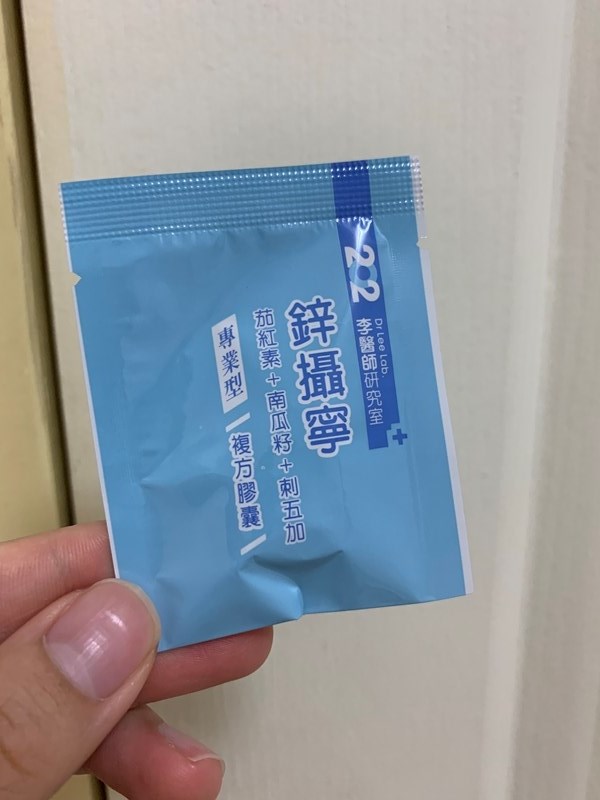 202
Dr Lee Lab.
李醫師研究室
鋅攝寧
茄紅素+南瓜籽+刺五加
專業型
複方膠囊